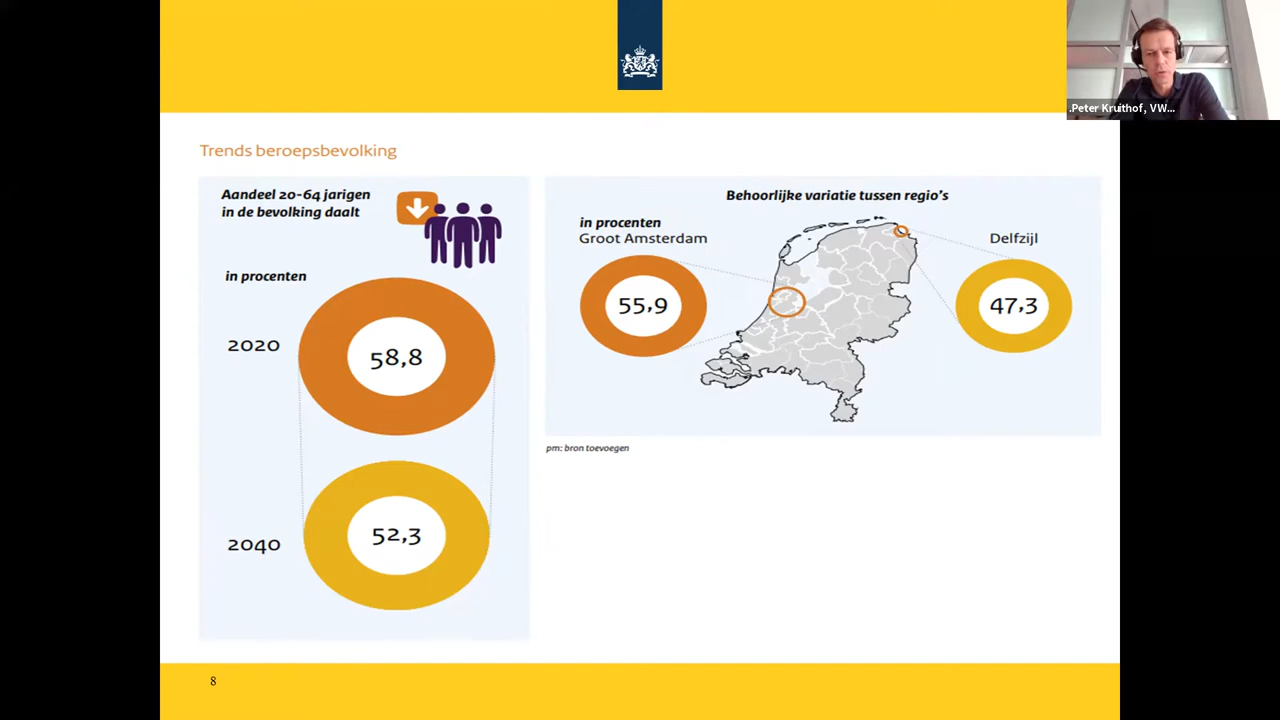 .Peter Kruithof, VW...
Trends beroepsbevolking
Aandeel 20-64 jarigen
in de bevolking daalt
in procenten
2020
58,8
2040
52,3
Behoorlijke variatie tussen regio's
in procenten
Groot Amsterdam
55,9
Delfzijl
47,3
pm: bron toevoegen
8